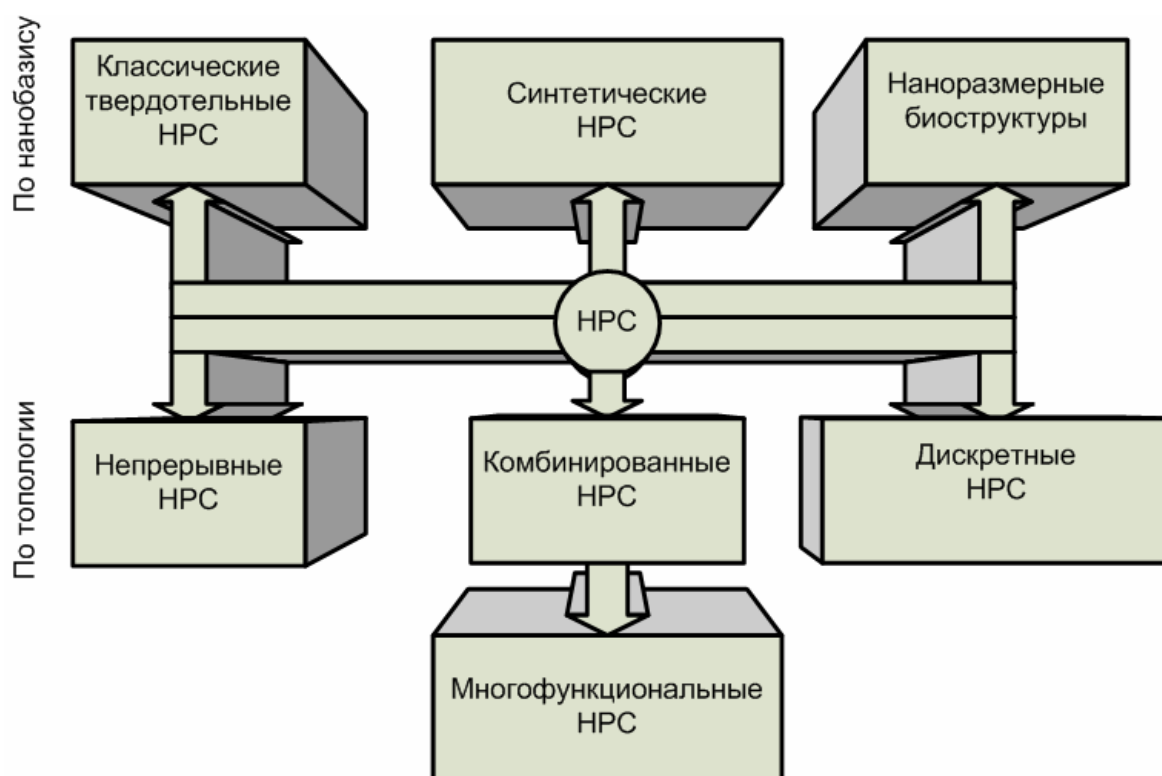 По нанобазису
Классические
твердотельные
НРС
Синтетические
НРС
Наноразмерные
биоструктуры
НРС
По топологии
Непрерывные
НРС
Комбинированные
НРС
Дискретные
НРС
Многофункциональные
НРС